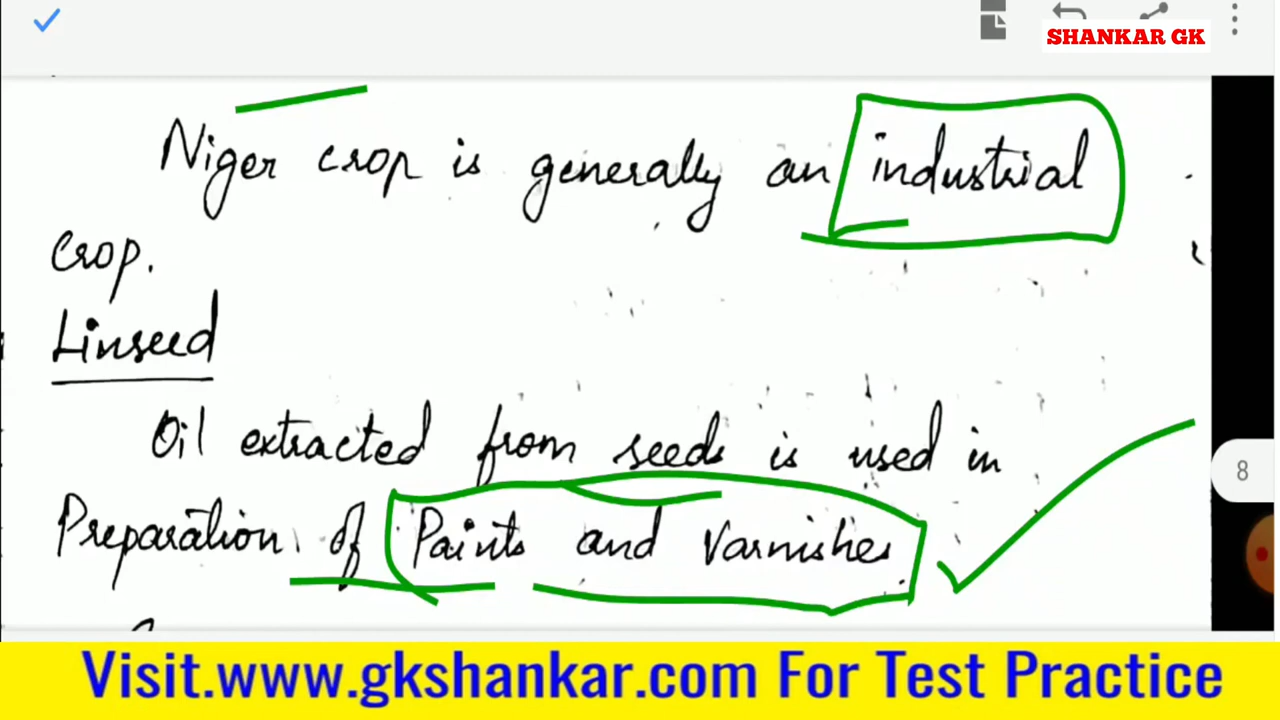 SHANKAR GK
Niger crop is generally an industrial
crop.
Linseed
Oil extracted from seeds is used in
Preparation of Paints and Varnishes
8
Visit.www.gkshankar.com For Test Practice